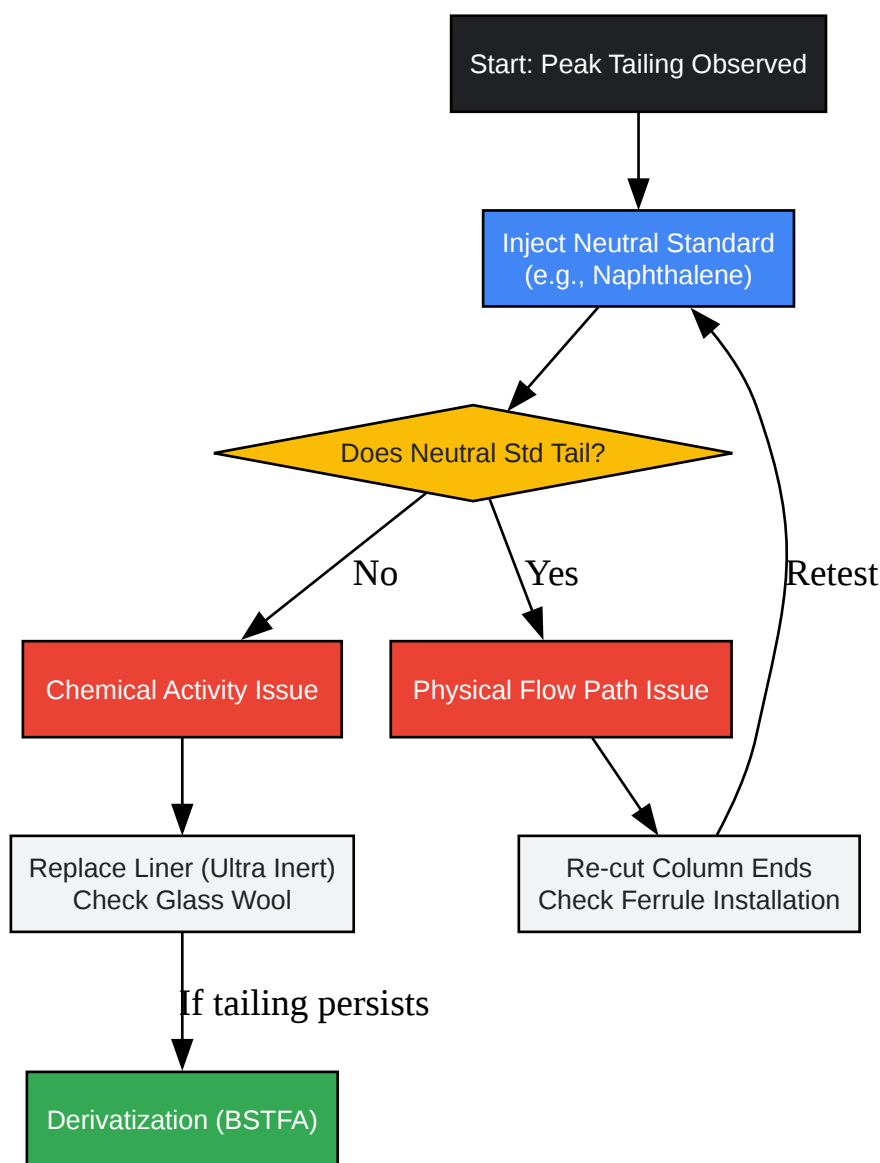 Start: Peak Tailing Observed
Inject Neutral Standard
(e.g., Naphthalene)
Does Neutral Std Tail?
No
Yes
Retest
Chemical Activity Issue
Physical Flow Path Issue
Replace Liner (Ultra Inert)
Check Glass Wool
Re-cut Column Ends
Check Ferrule Installation
If tailing persists
Derivatization (BSTFA)